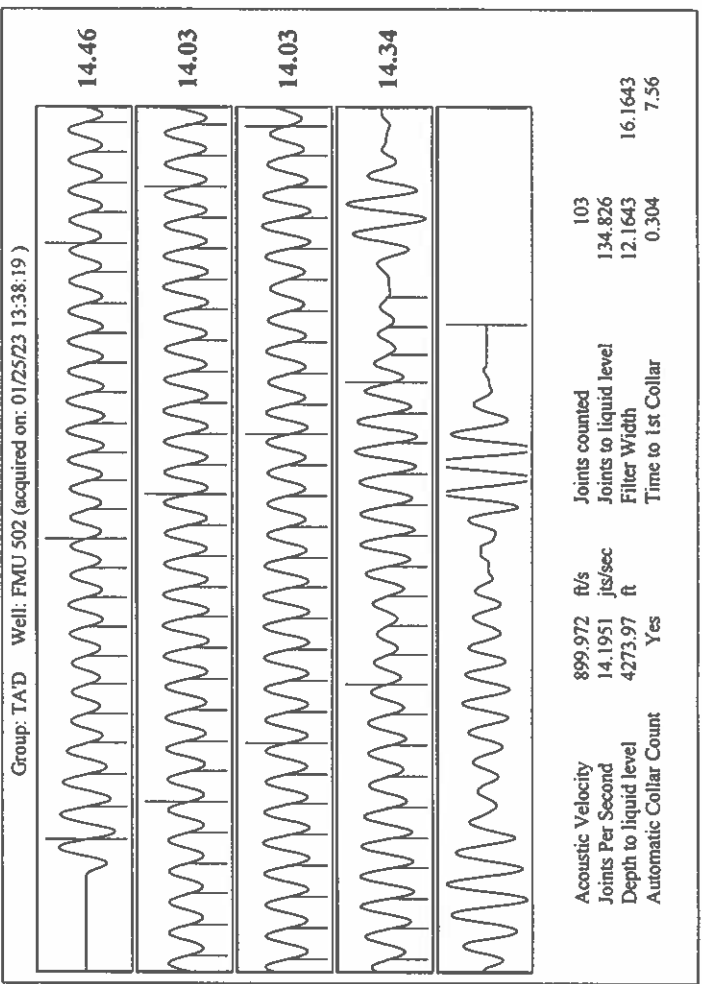 Group: TA'D Well: FMU 502 (acquired on: 01/25/23 13:38:19 )
14.46
14.03
14.03
14.34
Acoustic Velocity 899.972 ft/s Joints counted 103
Joints Per Second 14.1951 jts/sec Joints to liquid level 134.826
Depth to liquid level 4273.97 ft Filter Width 12.1643 16.1643
Automatic Collar Count Yes Time to 1st Collar 0.304 7.56